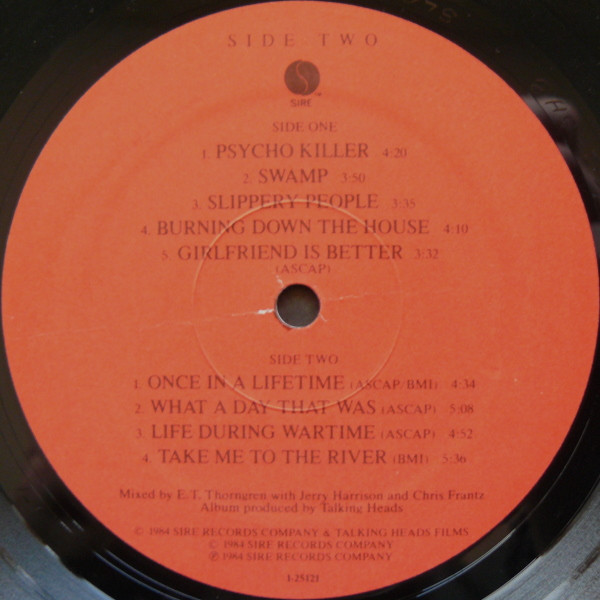 SIDE TWO
SIRE
SIDE ONE
1. PSYCHO KILLER 4:20
2. SWAMP 3:50
3. SLIPPERY PEOPLE 3:35
4. BURNING DOWN THE HOUSE 4:10
5. GIRLFRIEND IS BETTER 3:32
(ASCAP)
SIDE TWO
1. ONCE IN A LIFETIME (ASCAP/BMI) 4:34
2. WHAT A DAY THAT WAS (ASCAP) 5:08
3. LIFE DURING WARTIME (ASCAP) 4:52
4. TAKE ME TO THE RIVER (BMI) 5:36
Mixed by E. T. Thorngren with Jerry Harrison and Chris Frantz
Album produced by Talking Heads
© 1984 SIRE RECORDS COMPANY & TALKING HEADS FILMS
© 1984 SIRE RECORDS COMPANY
℗ 1984 SIRE RECORDS COMPANY
1-25121